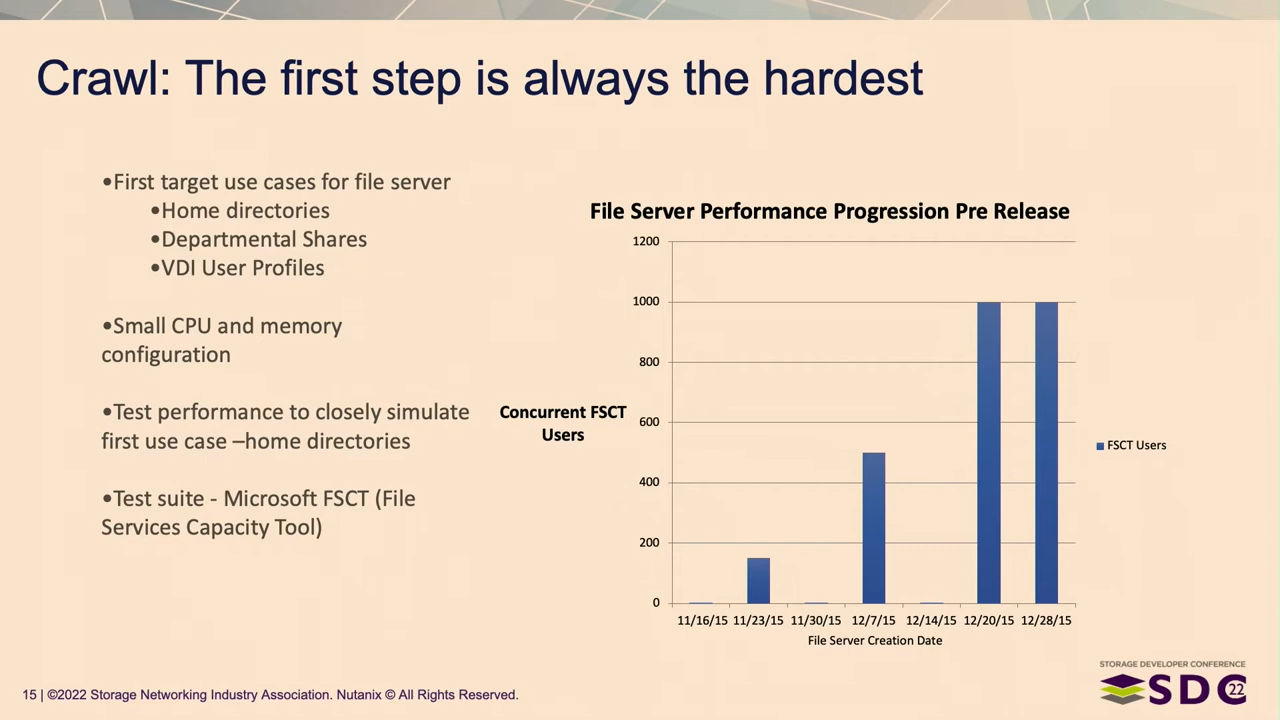 Crawl: The first step is always the hardest
•First target use cases for file server
•Home directories
•Departmental Shares
•VDI User Profiles
•Small CPU and memory
configuration
•Test performance to closely simulate
first use case –home directories
•Test suite - Microsoft FSCT (File
Services Capacity Tool)
File Server Performance Progression Pre Release
Concurrent FSCT
Users
1200
1000
800
600
400
200
0
11/16/15 11/23/15 11/30/15 12/7/15 12/14/15 12/20/15 12/28/15
File Server Creation Date
FSCT Users
15 | ©2022 Storage Networking Industry Association. Nutanix © All Rights Reserved.
STORAGE DEVELOPER CONFERENCE
SDC 22